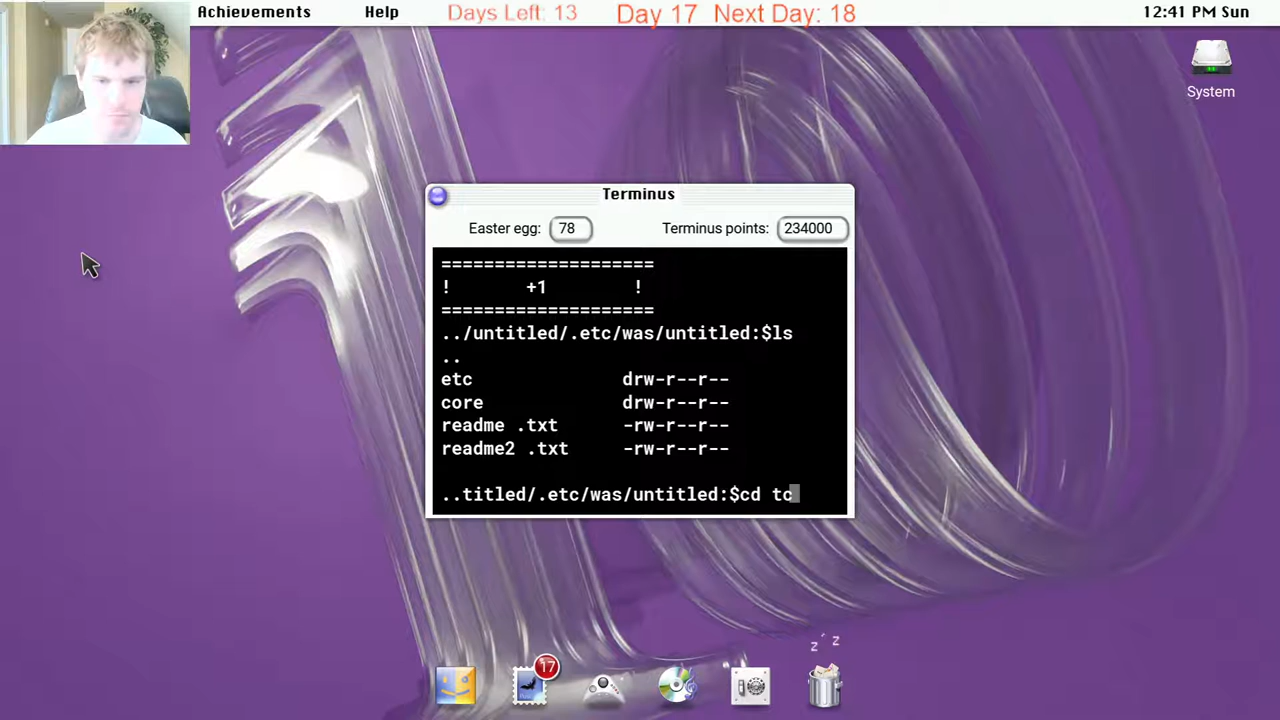 Achievements Help Days Left: 13 Day 17 Next Day: 18 12:41 PM Sun
System
Terminus
Easter egg: 78 Terminus points: 234000
====================
! +1 !
====================
../untitled/.etc/was/untitled:$ls
..
etc drw-r--r--
core drw-r--r--
readme .txt -rw-r--r--
readme2 .txt -rw-r--r--
..titled/.etc/was/untitled:$cd tc
z z z
17